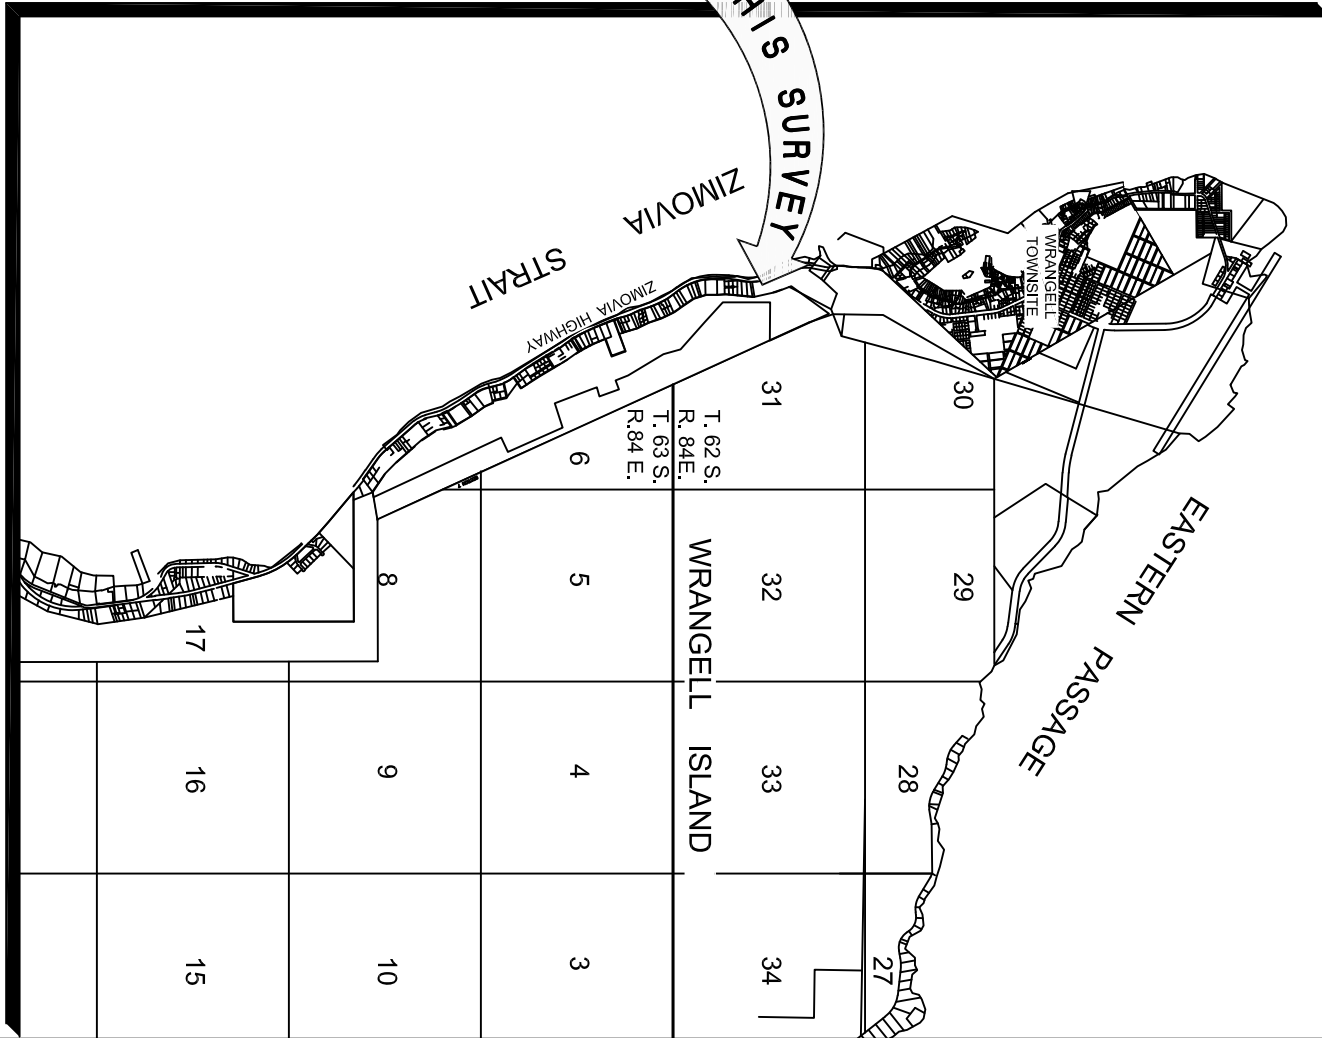 HIS SURVEY
ZIMOVIA
STRAIT
ZIMOVIA HIGHWAY
WRANGELL
TOWNSITE
EASTERN PASSAGE
T. 62 S.
R. 84E.
T. 63 S.
R.84 E.
WRANGELL ISLAND
30
29
28
27
31
32
33
34
6
5
4
3
8
9
10
17
16
15